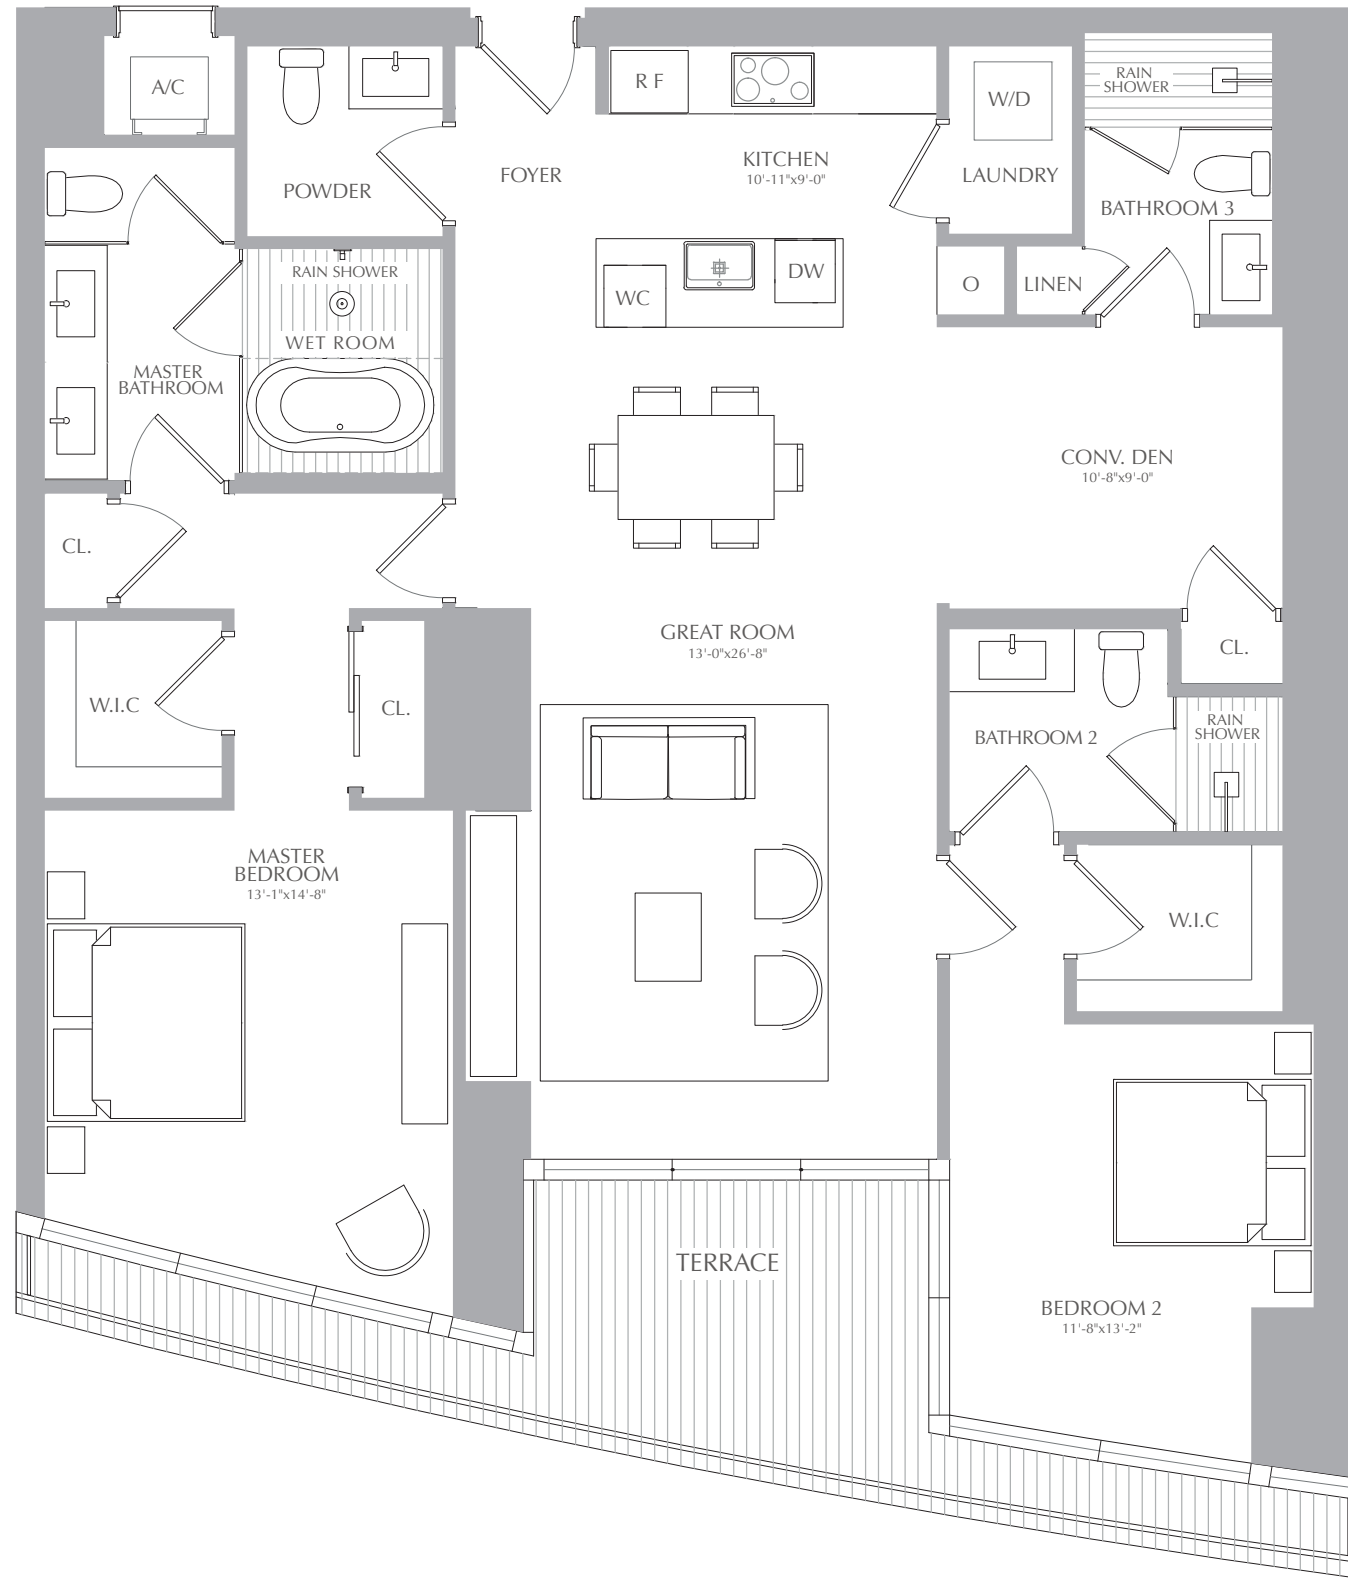 A/C
R F
W/D
RAIN
SHOWER
POWDER
FOYER
KITCHEN
10'-11"x9'-0"
LAUNDRY
BATHROOM 3
RAIN SHOWER
WC
DW
O
LINEN
WET ROOM
MASTER
BATHROOM
CONV. DEN
10'-8"x9'-0"
CL.
GREAT ROOM
13'-0"x26'-8"
CL.
W.I.C
CL.
BATHROOM 2
RAIN
SHOWER
MASTER
BEDROOM
13'-1"x14'-8"
W.I.C
TERRACE
BEDROOM 2
11'-8"x13'-2"